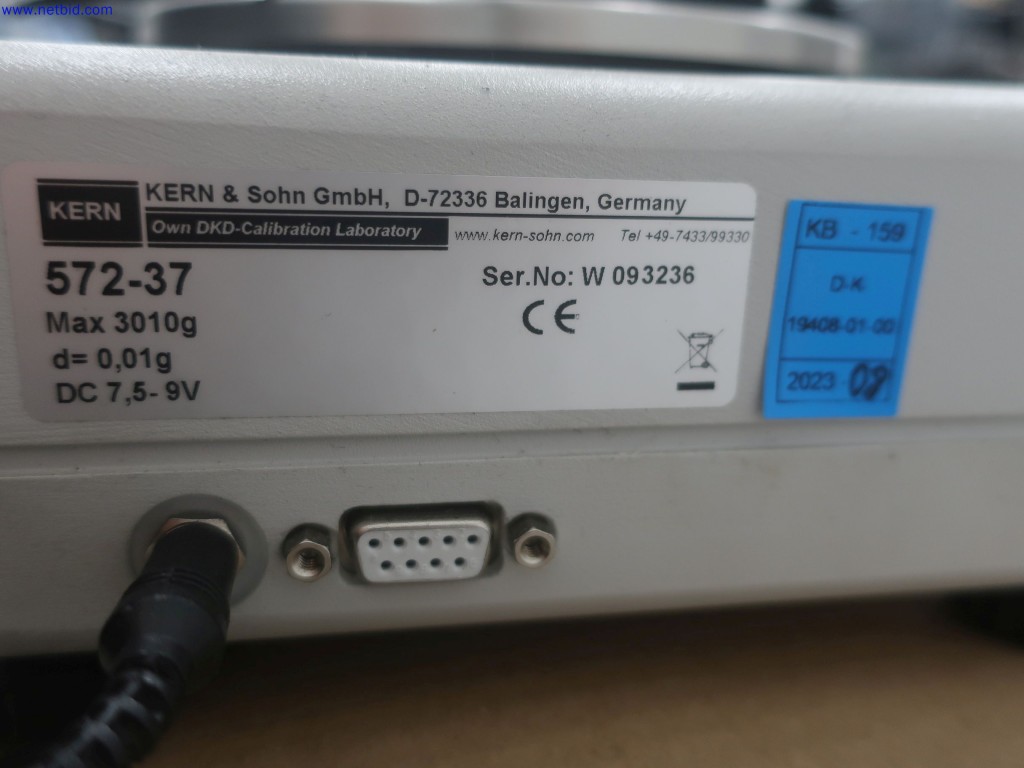 www.netbid.com
KERN
KERN & Sohn GmbH, D-72336 Balingen, Germany
Own DKD-Calibration Laboratory www.kern-sohn.com Tel +49-7433/99330
572-37
Ser.No: W 093236
Max 3010g
CE
d= 0,01g
DC 7,5- 9V
KB - 159
D-K-
19408-01-00
2023 08